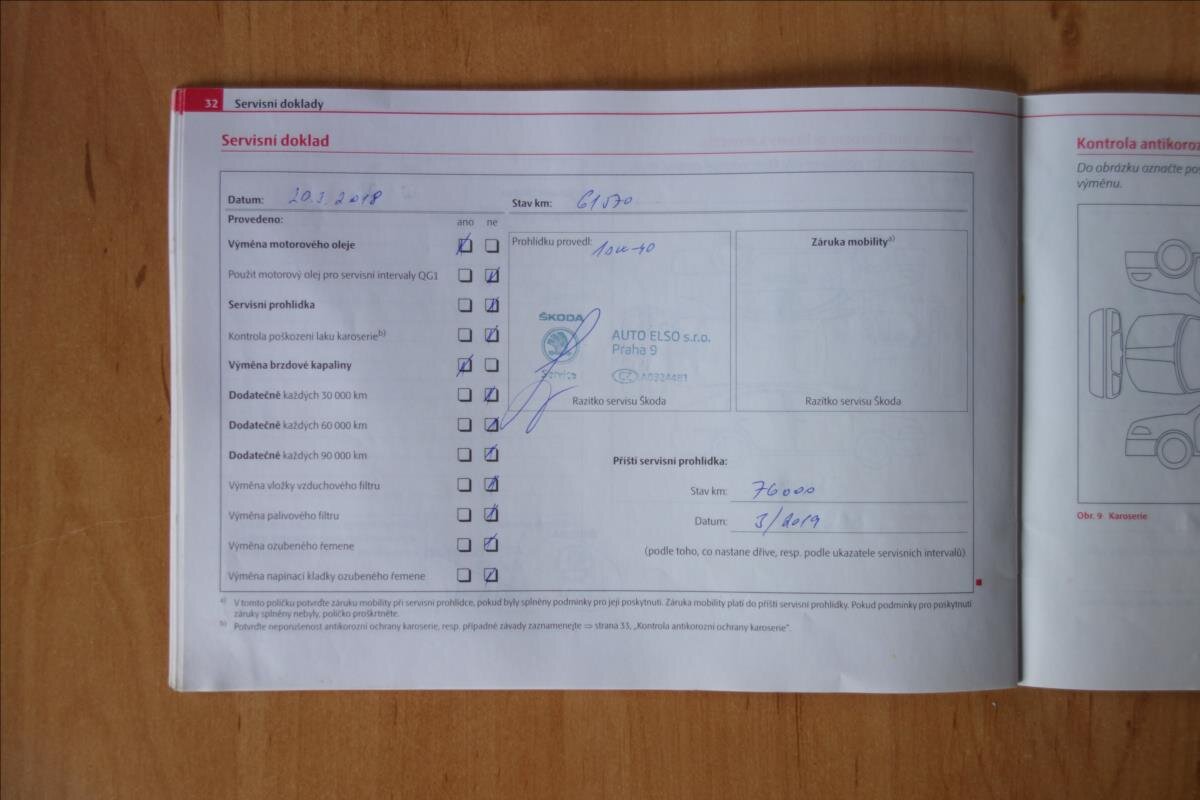 32 Servisní doklady
Servisní doklad
Datum: 20.3.2018 Stav km: 61570
Provedeno: ano ne
Výměna motorového oleje
Použit motorový olej pro servisní intervaly QG1
Servisní prohlídka
Kontrola poškození laku karoserie b)
Výměna brzdové kapaliny
Dodatečně každých 30 000 km
Dodatečně každých 60 000 km
Dodatečně každých 90 000 km
Výměna vložky vzduchového filtru
Výměna palivového filtru
Výměna ozubeného řemene
Výměna napínací kladky ozubeného řemene
Prohlídku provedl: 10W-40
ŠKODA
Service
AUTO ELSO s.r.o.
Praha 9
Razítko servisu Škoda
Záruka mobility a)
Razítko servisu Škoda
Příští servisní prohlídka:
Stav km: 76000
Datum: 3/2019
(podle toho, co nastane dříve, resp. podle ukazatele servisních intervalů)
a) V tomto políčku potvrďte záruku mobility při servisní prohlídce, pokud byly splněny podmínky pro její poskytnutí. Záruka mobility platí do příští servisní prohlídky. Pokud podmínky pro poskytnutí
záruky splněny nebyly, políčko proškrtněte.
b) Potvrďte neporušenost antikorozní ochrany karoserie, resp. případné závady zaznamenejte ⇒ strana 33, „Kontrola antikorozní ochrany karoserie".
Kontrola antikoroz
Do obrázku označte po
výměnu.
Obr. 9 Karoserie